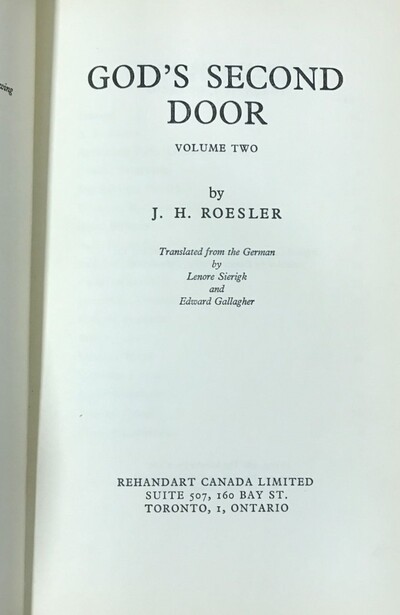 wing
GOD'S SECOND
DOOR
VOLUME TWO
by
J. H. ROESLER
Translated from the German
by
Lenore Sierigk
and
Edward Gallagher
REHANDART CANADA LIMITED
SUITE 507, 160 BAY ST.
TORONTO, 1, ONTARIO